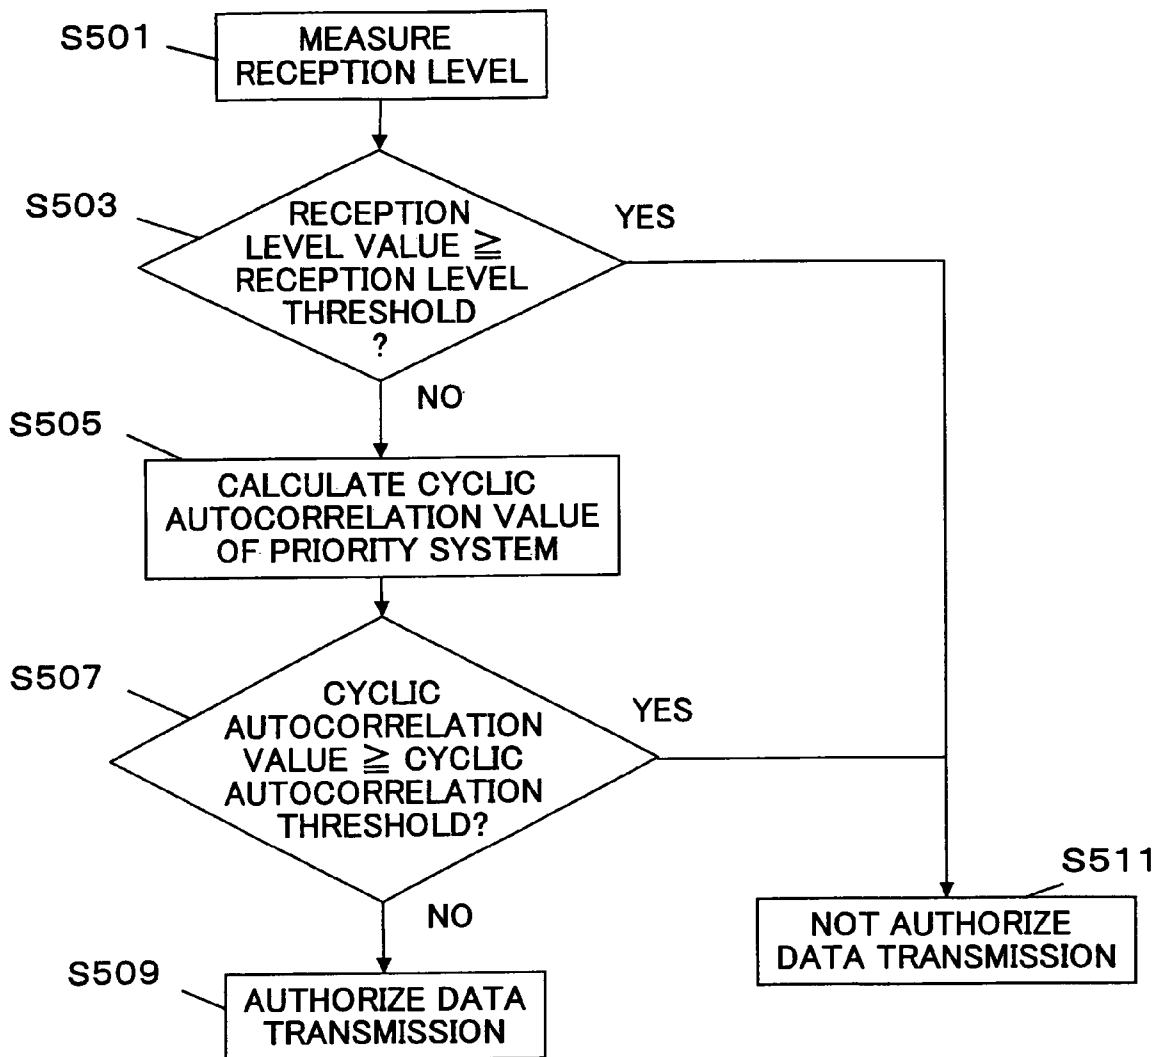 S501
MEASURE
RECEPTION LEVEL
S503
RECEPTION
LEVEL VALUE ≧
RECEPTION LEVEL
THRESHOLD
?
YES
NO
S505
CALCULATE CYCLIC
AUTOCORRELATION VALUE
OF PRIORITY SYSTEM
S507
CYCLIC
AUTOCORRELATION
VALUE ≧ CYCLIC
AUTOCORRELATION
THRESHOLD?
YES
NO
S511
NOT AUTHORIZE
DATA TRANSMISSION
S509
AUTHORIZE DATA
TRANSMISSION